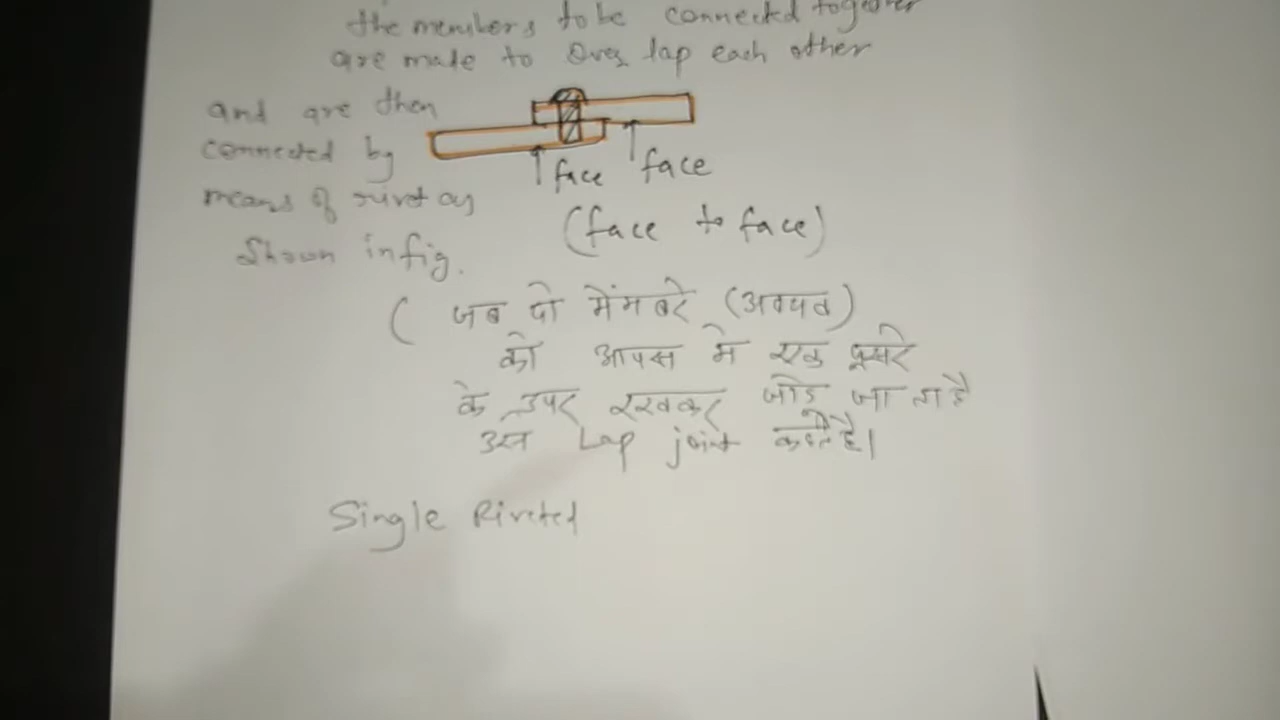 the members to be connected together
are made to Over lap each other
and are then
connected by
means of rivet as
Shown in fig.
face face
(face to face)
( जब दो मेंमबरे (अवयव)
को आपस मे एक दूसरे
के उपर रखकर जोडा जाता है
उसे Lap joint कहते है।
Single Riveted